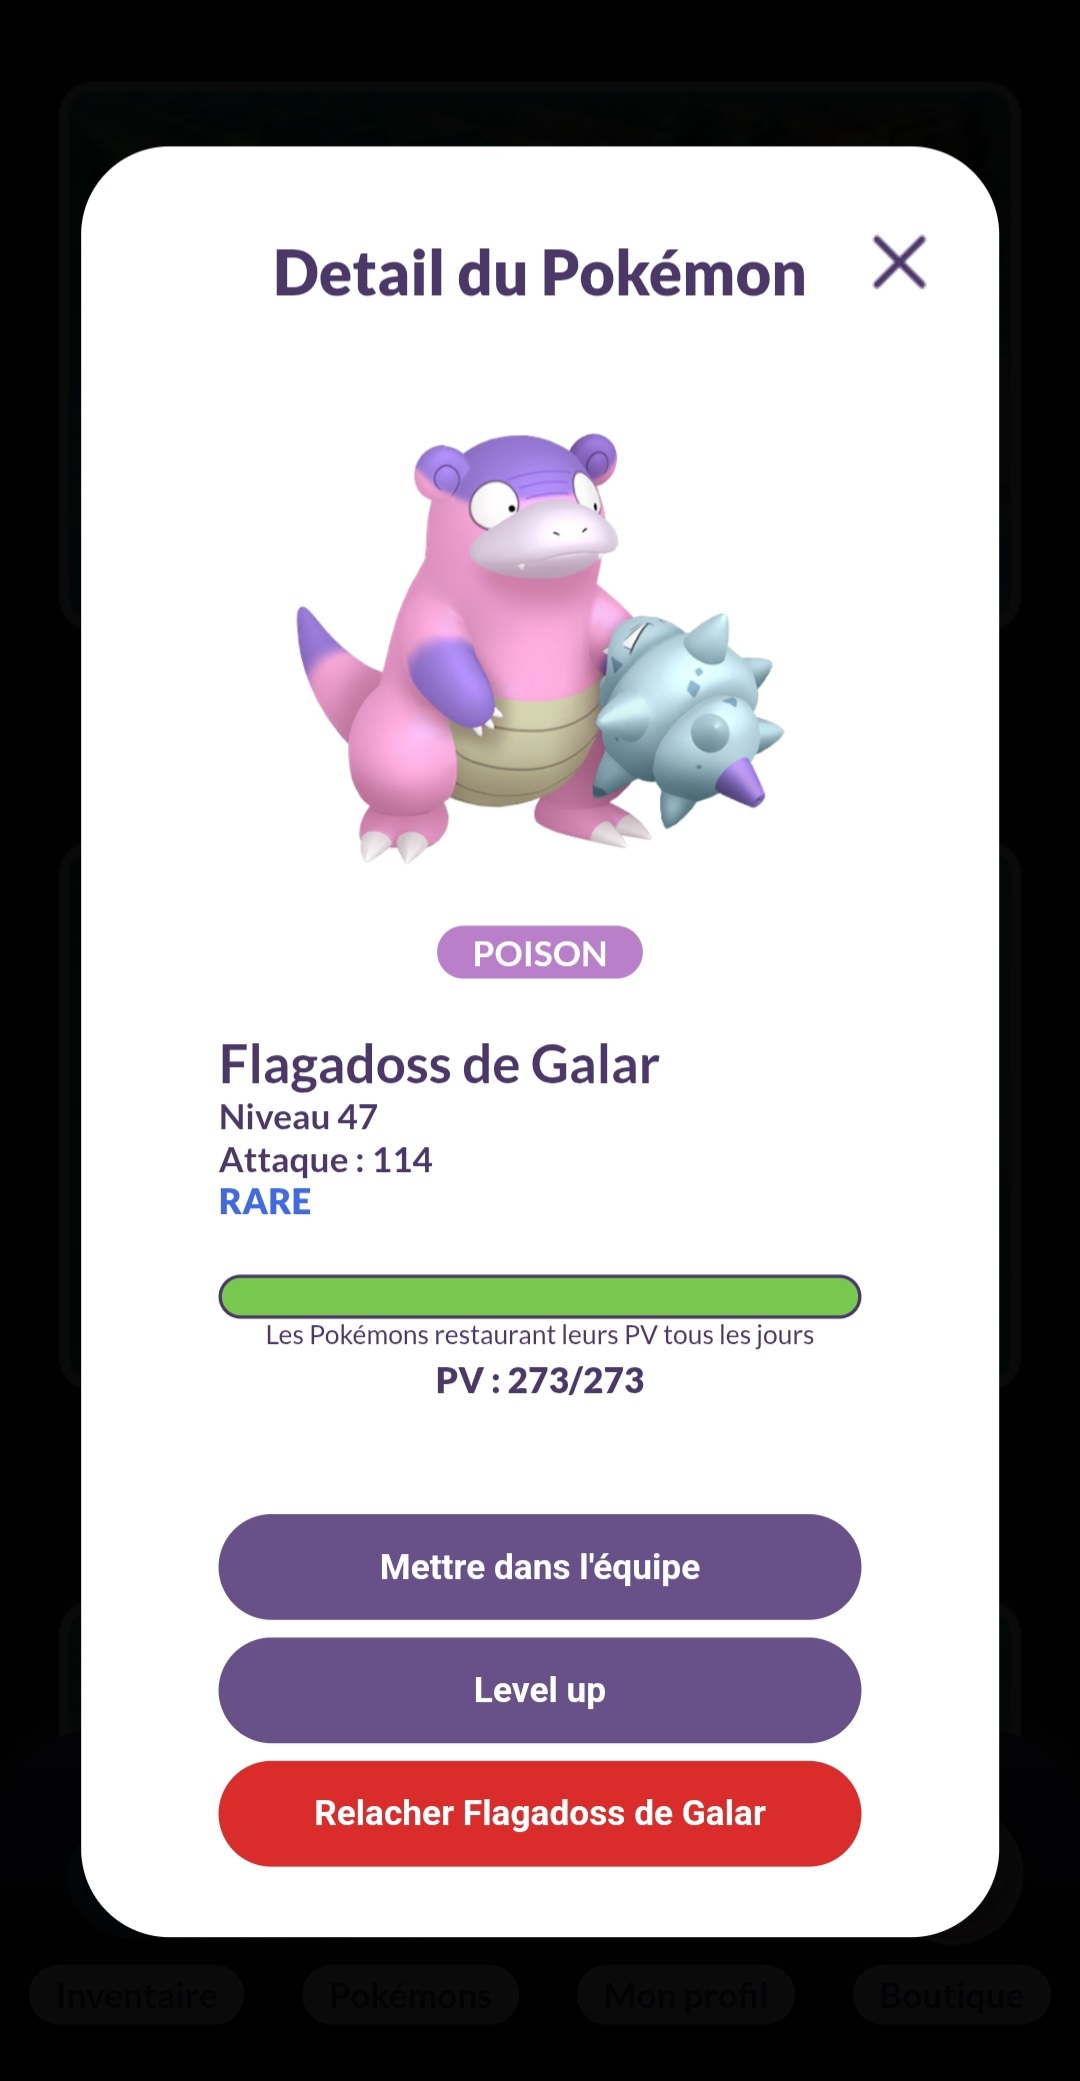 Detail du Pokémon
POISON
Flagadoss de Galar
Niveau 47
Attaque : 114
RARE
Les Pokémons restaurant leurs PV tous les jours
PV : 273/273
Mettre dans l'équipe
Level up
Relacher Flagadoss de Galar
Inventaire Pokémons Mon profil Boutique